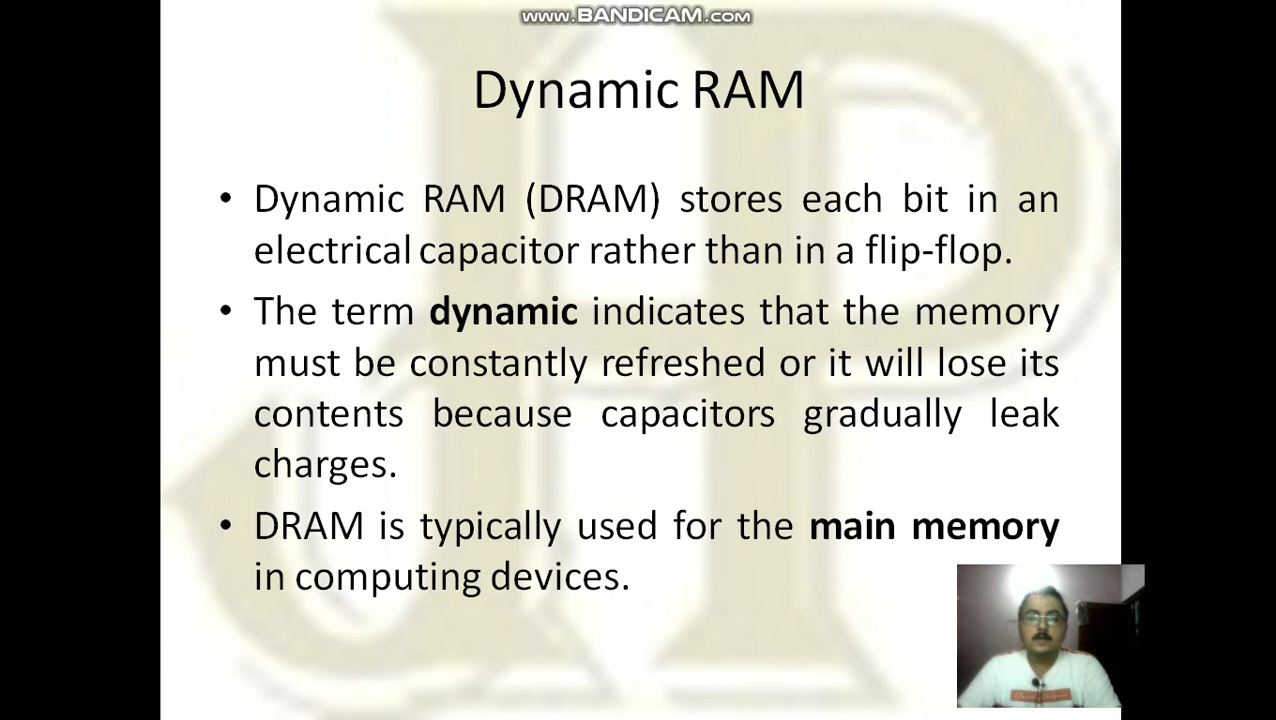 www.BANDICAM.com
Dynamic RAM
• Dynamic RAM (DRAM) stores each bit in an
electrical capacitor rather than in a flip-flop.
• The term dynamic indicates that the memory
must be constantly refreshed or it will lose its
contents because capacitors gradually leak
charges.
• DRAM is typically used for the main memory
in computing devices.